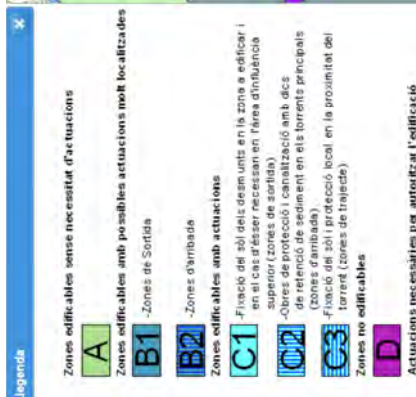 legenda
Zones edificables sense necessitat d'actuacions
A
Zones edificables amb possibles actuacions molt localitzades
B1
-Zones de Sortida
B2
-Zones d'arribada
Zones edificables amb actuacions
C1
-Fixació del sòl dels desmunts en la zona a edificar i
en el cas d'ésser necessari en l'àrea d'influència
superior (zones de sortida)
C2
-Obres de protecció i canalització amb dics
de retenció de sediment en els torrents principals
(zones d'arribada)
C3
-Fixació del sòl i protecció local en la proximitat del
torrent (zones de trajecte)
Zones no edificables
D
Actuacions necessàries per autoritzar l'edificació